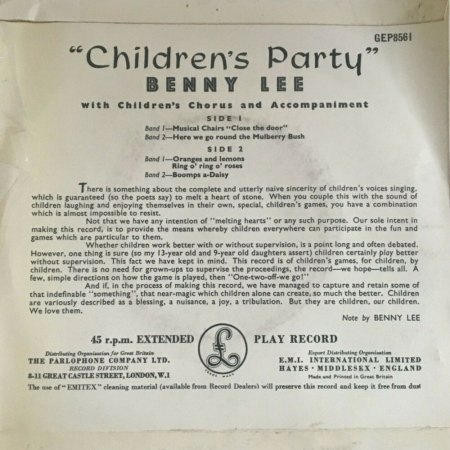 GEP8561
"Children's Party"
BENNY LEE
with Children's Chorus and Accompaniment
SIDE 1
Band 1—Musical Chairs "Close the door"
Band 2—Here we go round the Mulberry Bush
SIDE 2
Band 1—Oranges and lemons
Ring o' ring o' roses
Band 2—Boomps a-Daisy
There is something about the complete and utterly naive sincerity of children's voices singing,
which is guaranteed (so the poets say) to melt a heart of stone. When you couple this with the sound of
children laughing and enjoying themselves in their own, special, children's games, you have a combination
which is almost impossible to resist.
Not that we have any intention of "melting hearts" or any such purpose. Our sole intent in
making this record, is to provide the means whereby children everywhere can participate in the fun and
games which are particular to them.
Whether children work better with or without supervision, is a point long and often debated.
However, one thing is sure (so my 13-year old and 9-year old daughters assert) children certainly play better
without supervision. This fact we have kept in mind. This is record of children's games, for children, by
children. There is no need for grown-ups to supervise the proceedings, the record—we hope—tells all. A
few, simple directions on how the game is played, then "One-two-off-we go"!
And if, in the process of making this record, we have managed to capture and retain some of
that indefinable "something", that near-magic which children alone can create, so much the better. Children
are variously described as a blessing, a nuisance, a joy, a tribulation. But they are children, our children.
We love them.
Note by BENNY LEE
45 r.p.m. EXTENDED PLAY RECORD
Distributing Organisation for Great Britain
THE PARLOPHONE COMPANY LTD.
RECORD DIVISION
8-11 GREAT CASTLE STREET, LONDON, W.1
TRADE MARK
Export Distributing Organisation:
E.M.I. INTERNATIONAL LIMITED
HAYES · MIDDLESEX · ENGLAND
Made and Printed in Great Britain
The use of "EMITEX" cleaning material (available from Record Dealers) will preserve this record and keep it free from dust